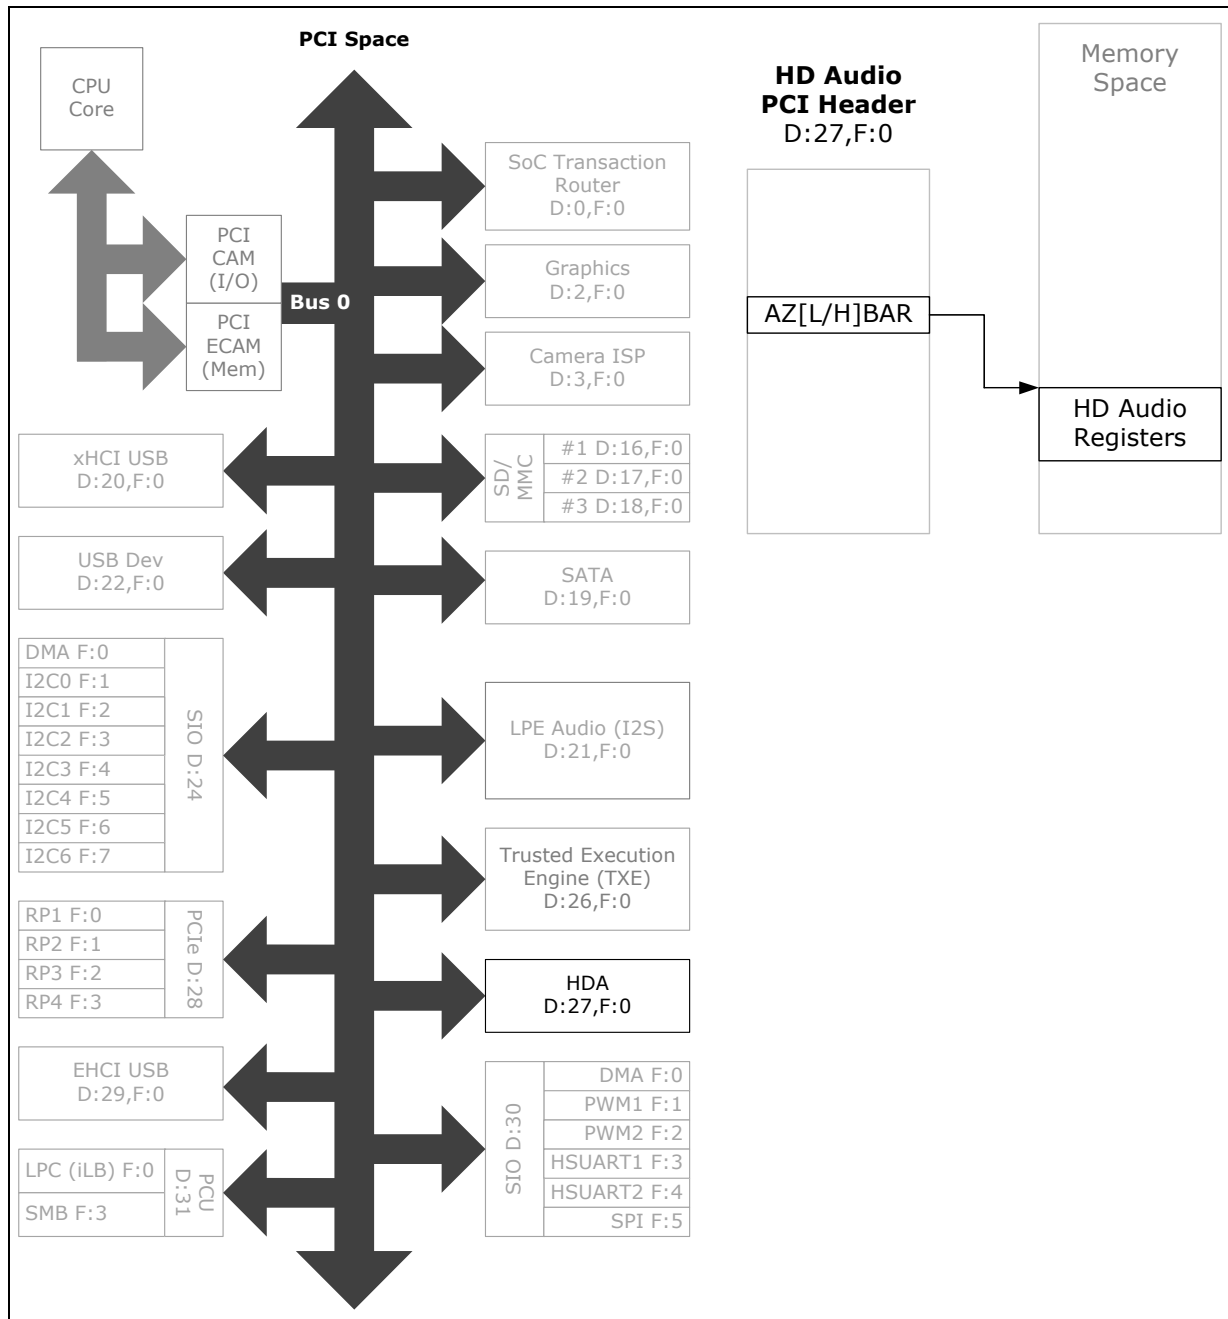 PCI Space
CPU
Core
PCI
CAM
(I/O)
PCI
ECAM
(Mem)
Bus 0
SoC Transaction
Router
D:0,F:0
Graphics
D:2,F:0
Camera ISP
D:3,F:0
xHCI USB
D:20,F:0
SD/
MMC
#1 D:16,F:0
#2 D:17,F:0
#3 D:18,F:0
USB Dev
D:22,F:0
SATA
D:19,F:0
DMA F:0
I2C0 F:1
I2C1 F:2
I2C2 F:3
I2C3 F:4
I2C4 F:5
I2C5 F:6
I2C6 F:7
SIO D:24
LPE Audio (I2S)
D:21,F:0
Trusted Execution
Engine (TXE)
D:26,F:0
RP1 F:0
RP2 F:1
RP3 F:2
RP4 F:3
PCIe D:28
HDA
D:27,F:0
EHCI USB
D:29,F:0
SIO D:30
DMA F:0
PWM1 F:1
PWM2 F:2
HSUART1 F:3
HSUART2 F:4
SPI F:5
LPC (iLB) F:0
SMB F:3
PCU
D:31
HD Audio
PCI Header
D:27,F:0
AZ[L/H]BAR
Memory
Space
HD Audio
Registers